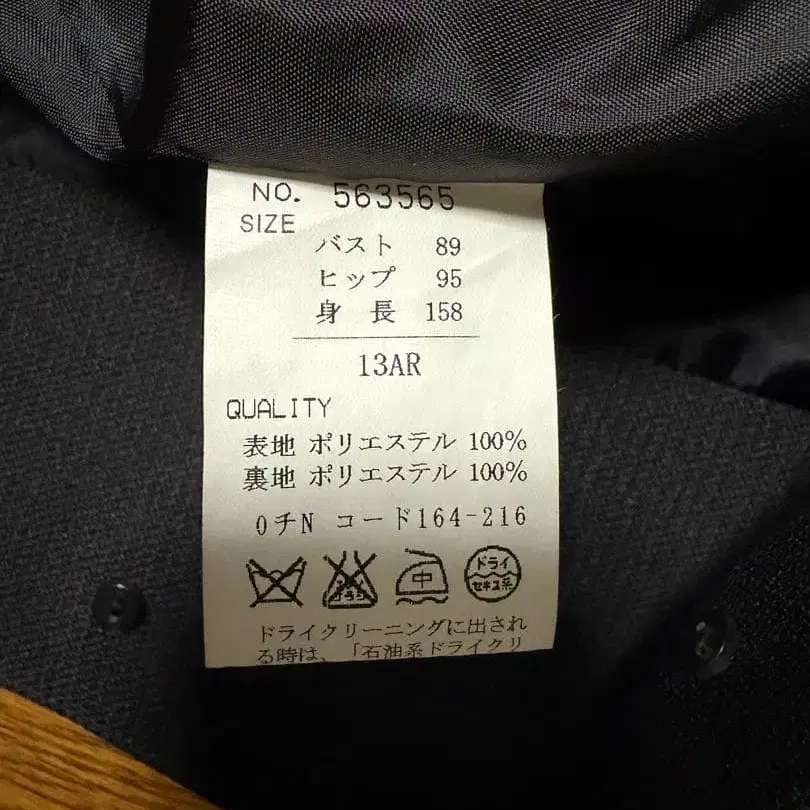 NO. 563565
SIZE
バスト 89
ヒップ 95
身長 158
13AR
QUALITY
表地 ポリエステル 100%
裏地 ポリエステル 100%
0チN コード164-216
中
ドライ
セキユ系
ドライクリーニングに出され
る時は、「石油系ドライクリ